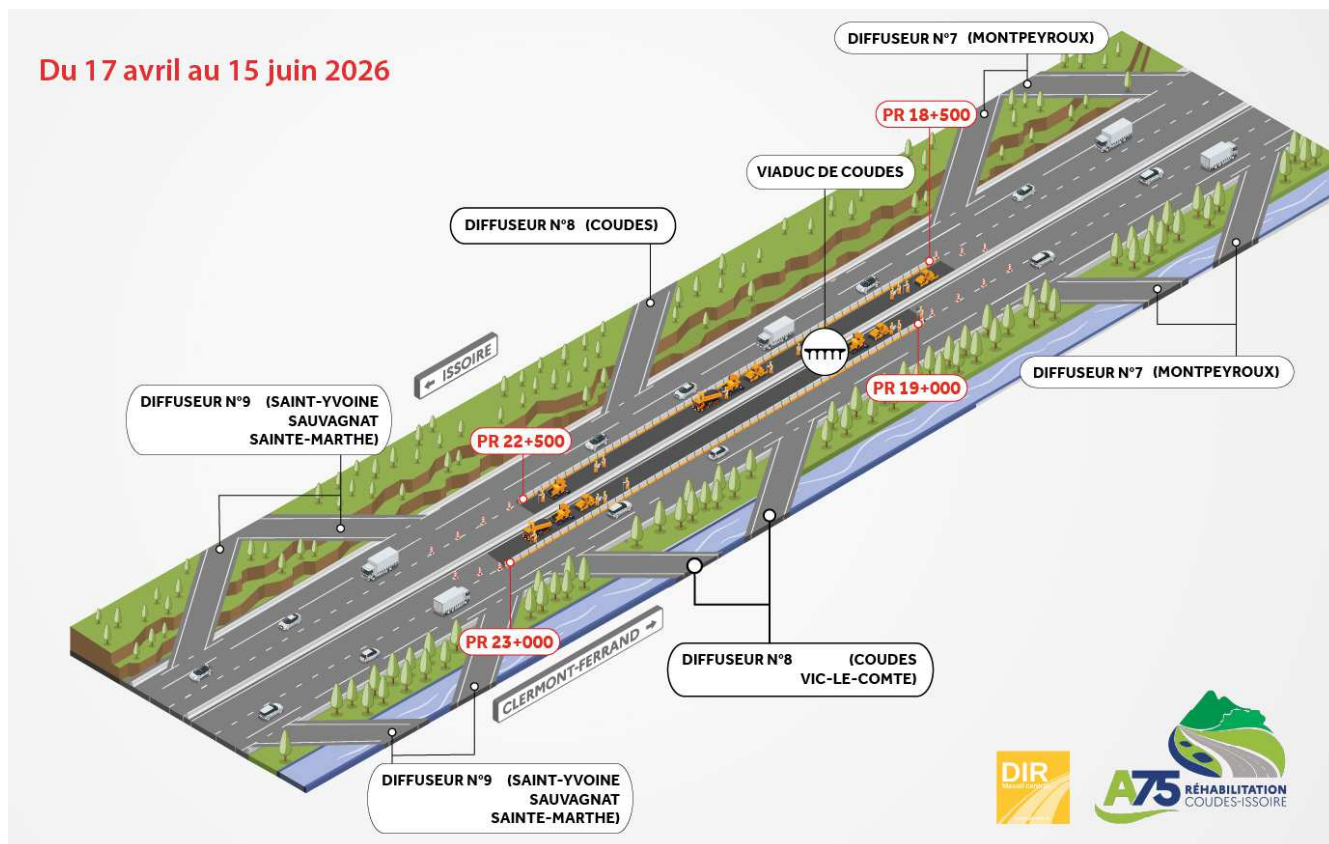 Du 17 avril au 15 juin 2026
DIFFUSEUR N°7 (MONTPEYROUX)
PR 18+500
VIADUC DE COUDES
DIFFUSEUR N°8 (COUDES)
← ISSOIRE
DIFFUSEUR N°7 (MONTPEYROUX)
PR 19+000
DIFFUSEUR N°9 (SAINT-YVOINE
SAUVAGNAT
SAINTE-MARTHE)
PR 22+500
PR 23+000
CLERMONT-FERRAND →
DIFFUSEUR N°8 (COUDES
VIC-LE-COMTE)
DIFFUSEUR N°9 (SAINT-YVOINE
SAUVAGNAT
SAINTE-MARTHE)
DIR
Massif Central
A75 RÉHABILITATION
COUDES-ISSOIRE